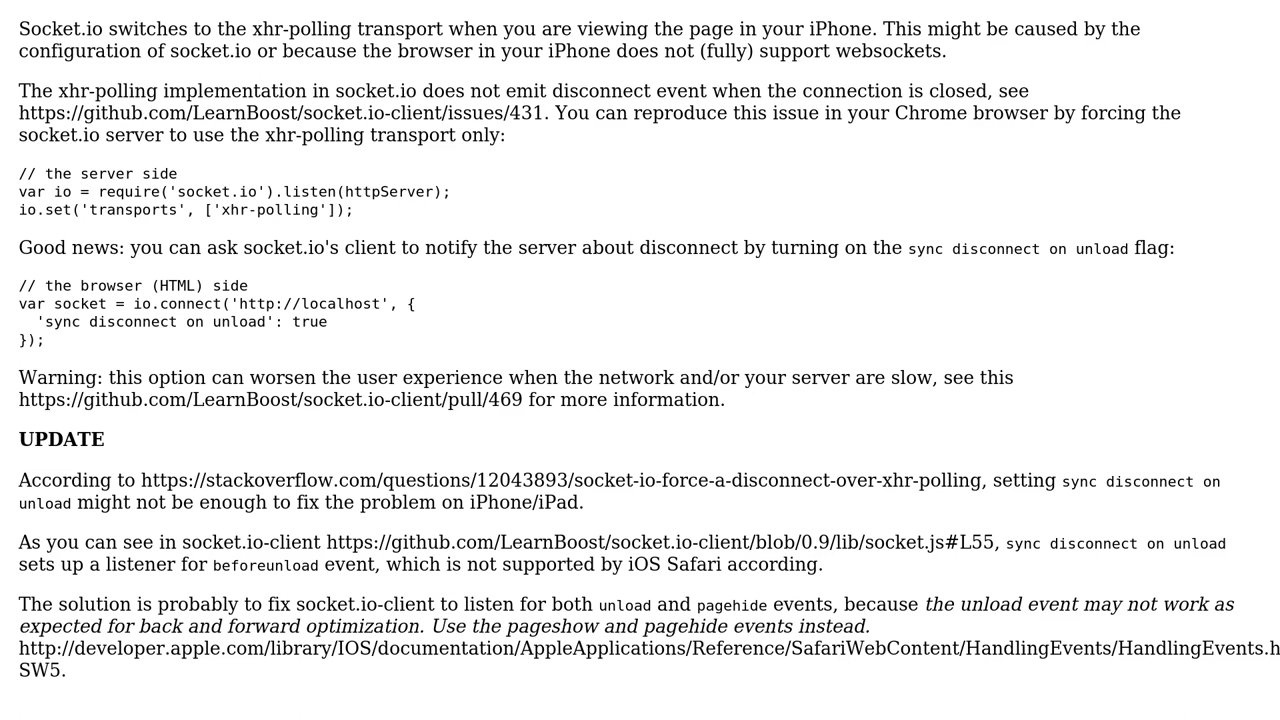 Socket.io switches to the xhr-polling transport when you are viewing the page in your iPhone. This might be caused by the
configuration of socket.io or because the browser in your iPhone does not (fully) support websockets.
The xhr-polling implementation in socket.io does not emit disconnect event when the connection is closed, see
https://github.com/LearnBoost/socket.io-client/issues/431. You can reproduce this issue in your Chrome browser by forcing the
socket.io server to use the xhr-polling transport only:
// the server side
var io = require('socket.io').listen(httpServer);
io.set('transports', ['xhr-polling']);
Good news: you can ask socket.io's client to notify the server about disconnect by turning on the sync disconnect on unload flag:
// the browser (HTML) side
var socket = io.connect('http://localhost', {
  'sync disconnect on unload': true
});
Warning: this option can worsen the user experience when the network and/or your server are slow, see this
https://github.com/LearnBoost/socket.io-client/pull/469 for more information.
UPDATE
According to https://stackoverflow.com/questions/12043893/socket-io-force-a-disconnect-over-xhr-polling, setting sync disconnect on
unload might not be enough to fix the problem on iPhone/iPad.
As you can see in socket.io-client https://github.com/LearnBoost/socket.io-client/blob/0.9/lib/socket.js#L55, sync disconnect on unload
sets up a listener for beforeunload event, which is not supported by iOS Safari according.
The solution is probably to fix socket.io-client to listen for both unload and pagehide events, because the unload event may not work as
expected for back and forward optimization. Use the pageshow and pagehide events instead.
http://developer.apple.com/library/IOS/documentation/AppleApplications/Reference/SafariWebContent/HandlingEvents/HandlingEvents.h
SW5.